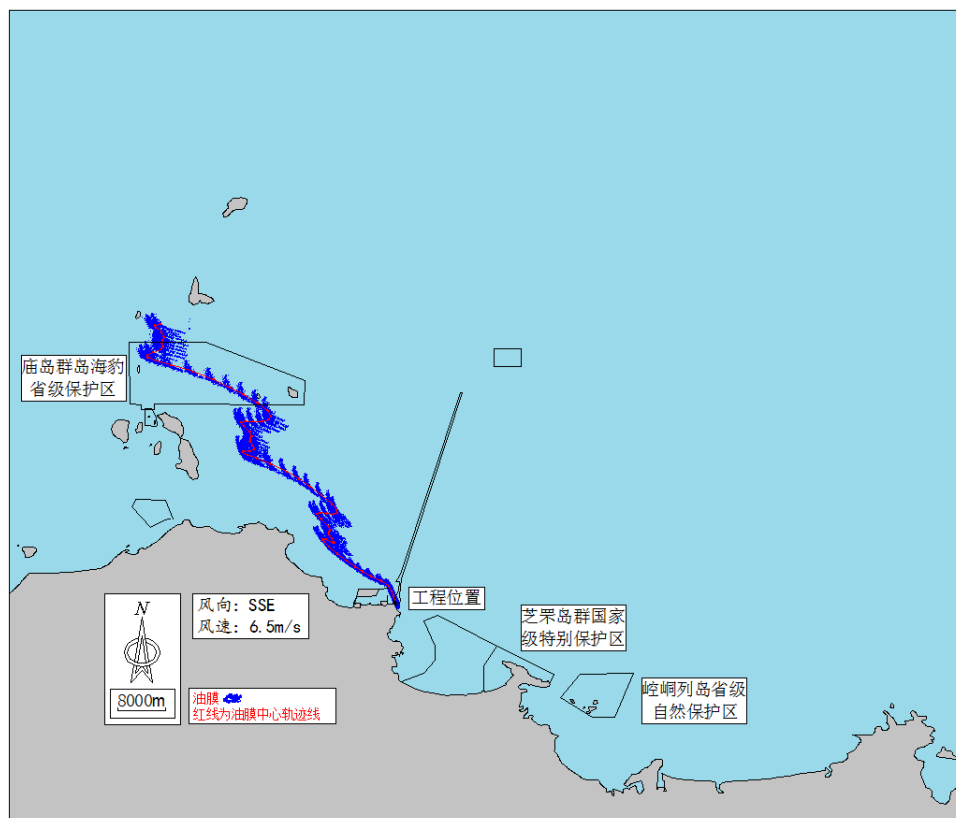 庙岛群岛海豹
省级保护区
工程位置
N
风向: SSE
风速: 6.5m/s
芝罘岛群国家
级特别保护区
8000m
油膜
红线为油膜中心轨迹线
崆峒列岛省级
自然保护区